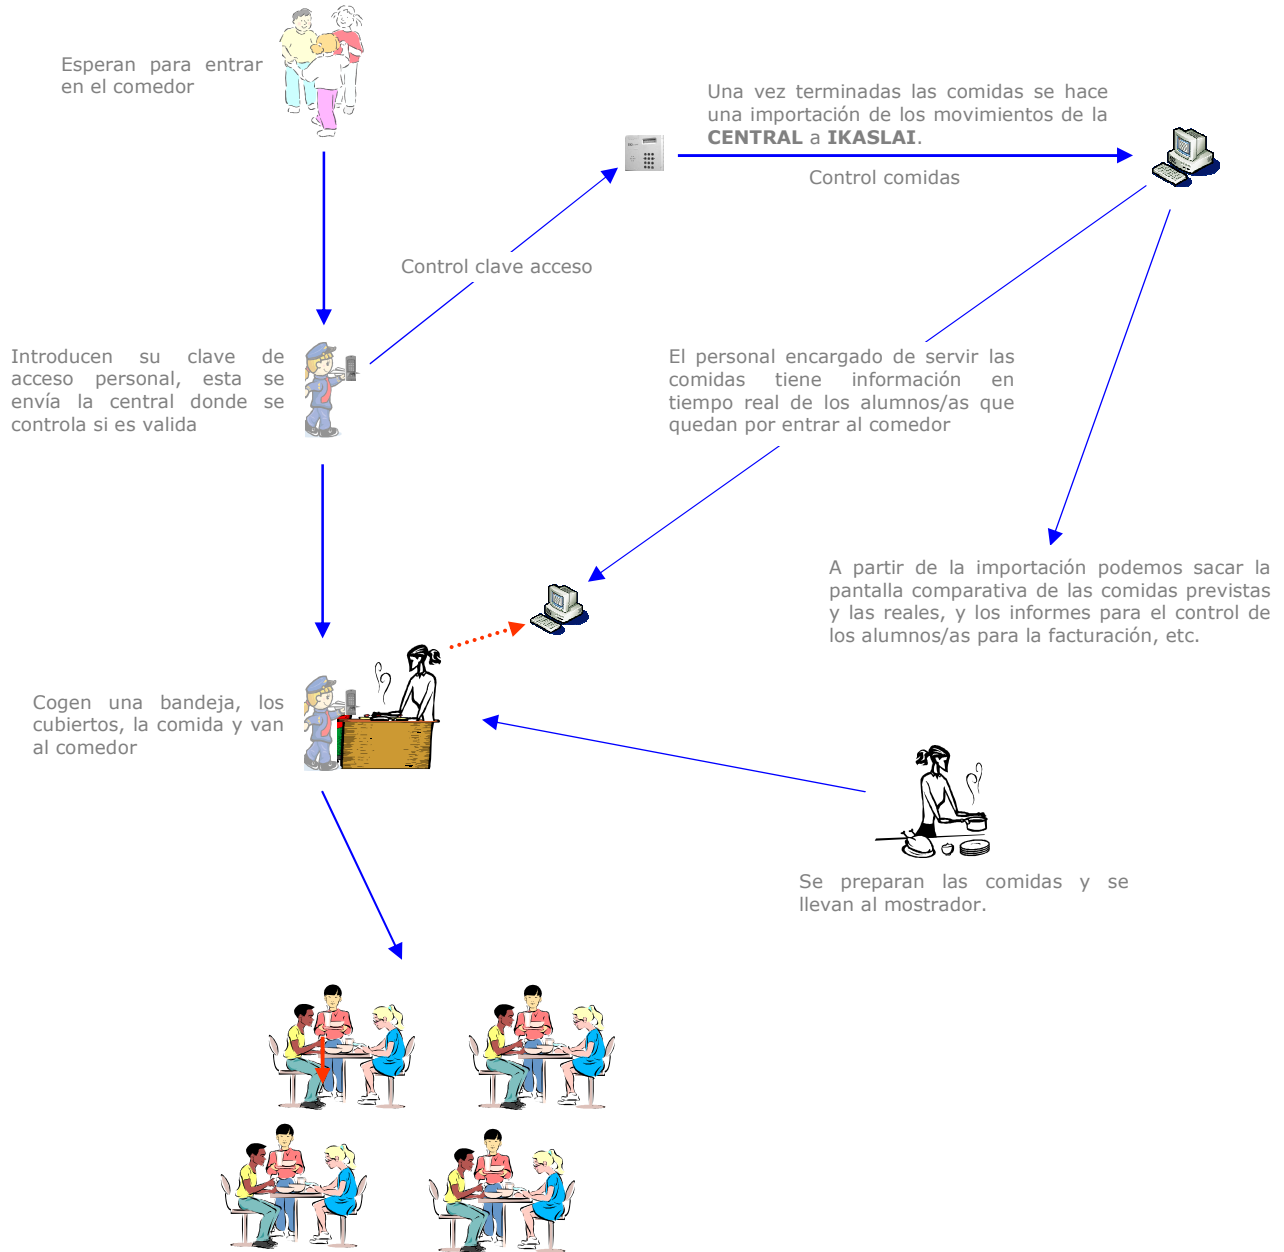 Esperan para entrar
en el comedor
Una vez terminadas las comidas se hace
una importación de los movimientos de la
CENTRAL a IKASLAI.
Control comidas
Control clave acceso
Introducen su clave de
acceso personal, esta se
envía la central donde se
controla si es valida
El personal encargado de servir las
comidas tiene información en
tiempo real de los alumnos/as que
quedan por entrar al comedor
A partir de la importación podemos sacar la
pantalla comparativa de las comidas previstas
y las reales, y los informes para el control de
los alumnos/as para la facturación, etc.
Cogen una bandeja, los
cubiertos, la comida y van
al comedor
Se preparan las comidas y se
llevan al mostrador.